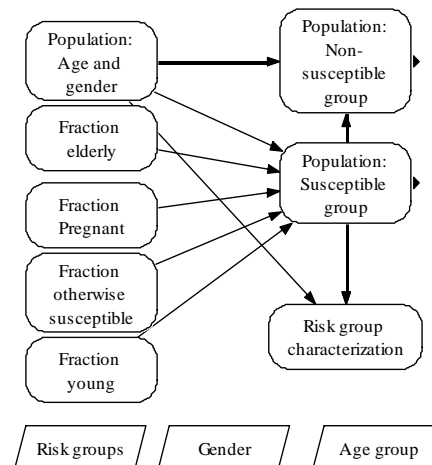 Population:
Age and
gender
Population:
Non-
susceptible
group
Fraction
elderly
Population:
Susceptible
group
Fraction
Pregnant
Fraction
otherwise
susceptible
Risk group
characterization
Fraction
young
Risk groups
Gender
Age group